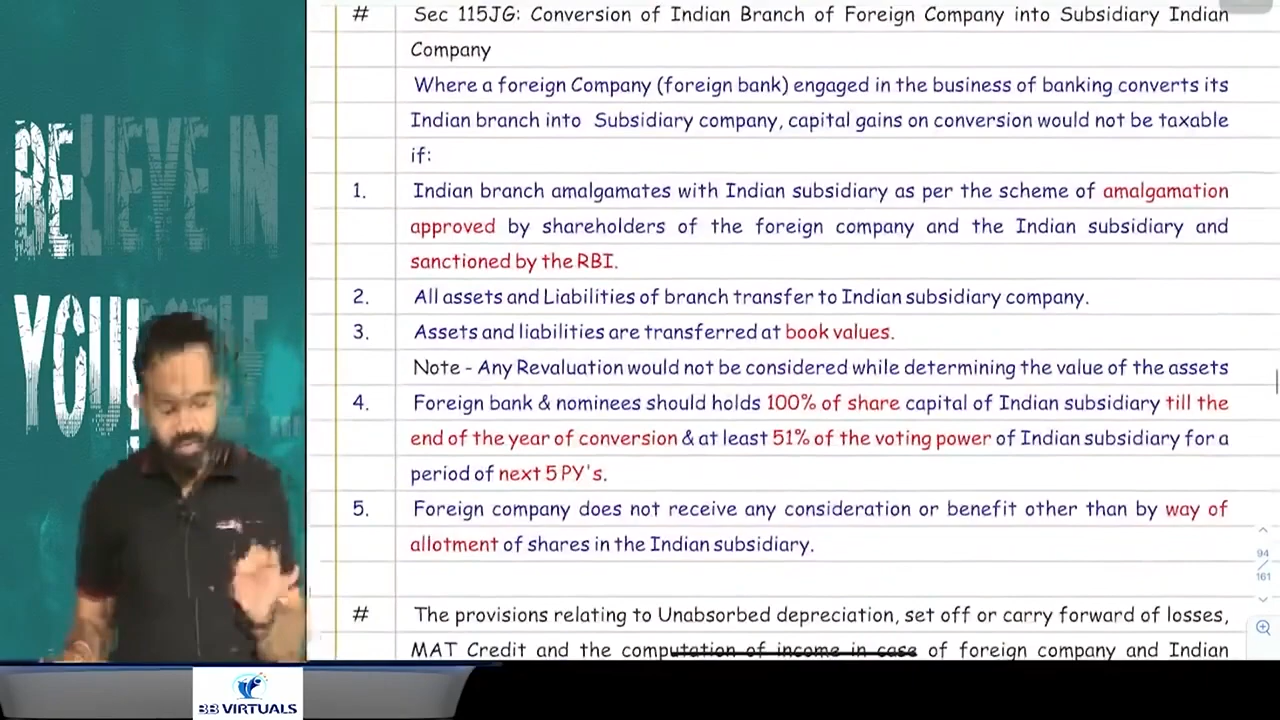 BELIEVE IN
YOU
# Sec 115JG: Conversion of Indian Branch of Foreign Company into Subsidiary Indian
Company
Where a foreign Company (foreign bank) engaged in the business of banking converts its
Indian branch into Subsidiary company, capital gains on conversion would not be taxable
if:
1. Indian branch amalgamates with Indian subsidiary as per the scheme of amalgamation
approved by shareholders of the foreign company and the Indian subsidiary and
sanctioned by the RBI.
2. All assets and Liabilities of branch transfer to Indian subsidiary company.
3. Assets and liabilities are transferred at book values.
Note - Any Revaluation would not be considered while determining the value of the assets
4. Foreign bank & nominees should holds 100% of share capital of Indian subsidiary till the
end of the year of conversion & at least 51% of the voting power of Indian subsidiary for a
period of next 5 PY's.
5. Foreign company does not receive any consideration or benefit other than by way of
allotment of shares in the Indian subsidiary.
# The provisions relating to Unabsorbed depreciation, set off or carry forward of losses,
MAT Credit and the computation of income in case of foreign company and Indian
94
/
161
BB VIRTUALS